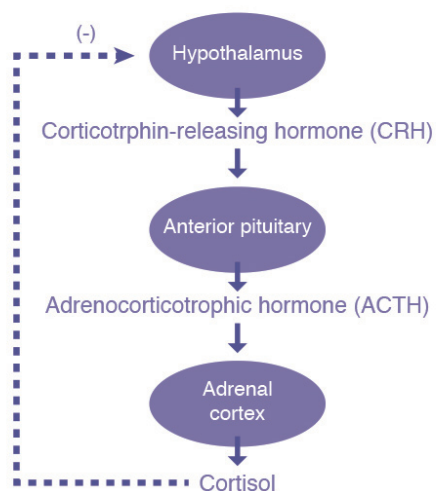 (-)
Hypothalamus
Corticotrphin-releasing hormone (CRH)
Anterior pituitary
Adrenocorticotrophic hormone (ACTH)
Adrenal
cortex
Cortisol